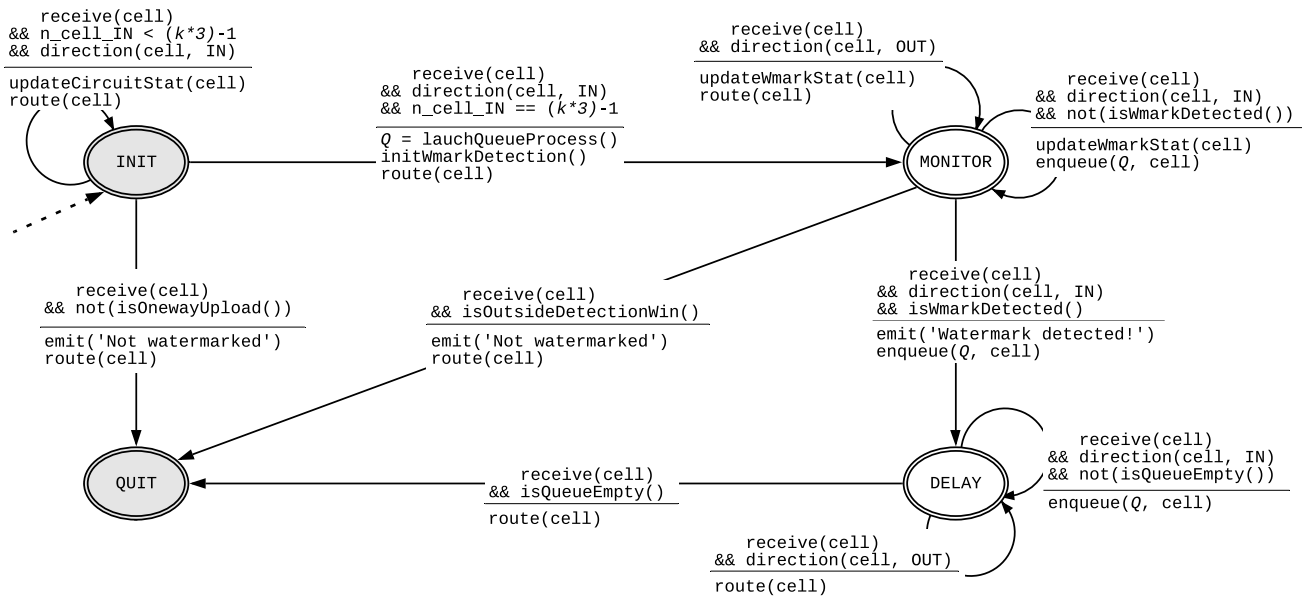 receive(cell)
&& n_cell_IN < (k*3)-1
&& direction(cell, IN)
updateCircuitStat(cell)
route(cell)
receive(cell)
&& direction(cell, IN)
&& n_cell_IN == (k*3)-1
Q = lauchQueueProcess()
initWmarkDetection()
route(cell)
receive(cell)
&& direction(cell, OUT)
updateWmarkStat(cell)
route(cell)
receive(cell)
&& direction(cell, IN)
&& not(isWmarkDetected())
updateWmarkStat(cell)
enqueue(Q, cell)
INIT
MONITOR
receive(cell)
&& not(isOnewayUpload())
emit('Not watermarked')
route(cell)
receive(cell)
&& isOutsideDetectionWin()
emit('Not watermarked')
route(cell)
receive(cell)
&& direction(cell, IN)
&& isWmarkDetected()
emit('Watermark detected!')
enqueue(Q, cell)
QUIT
receive(cell)
&& isQueueEmpty()
route(cell)
DELAY
receive(cell)
&& direction(cell, IN)
&& not(isQueueEmpty())
enqueue(Q, cell)
receive(cell)
&& direction(cell, OUT)
route(cell)